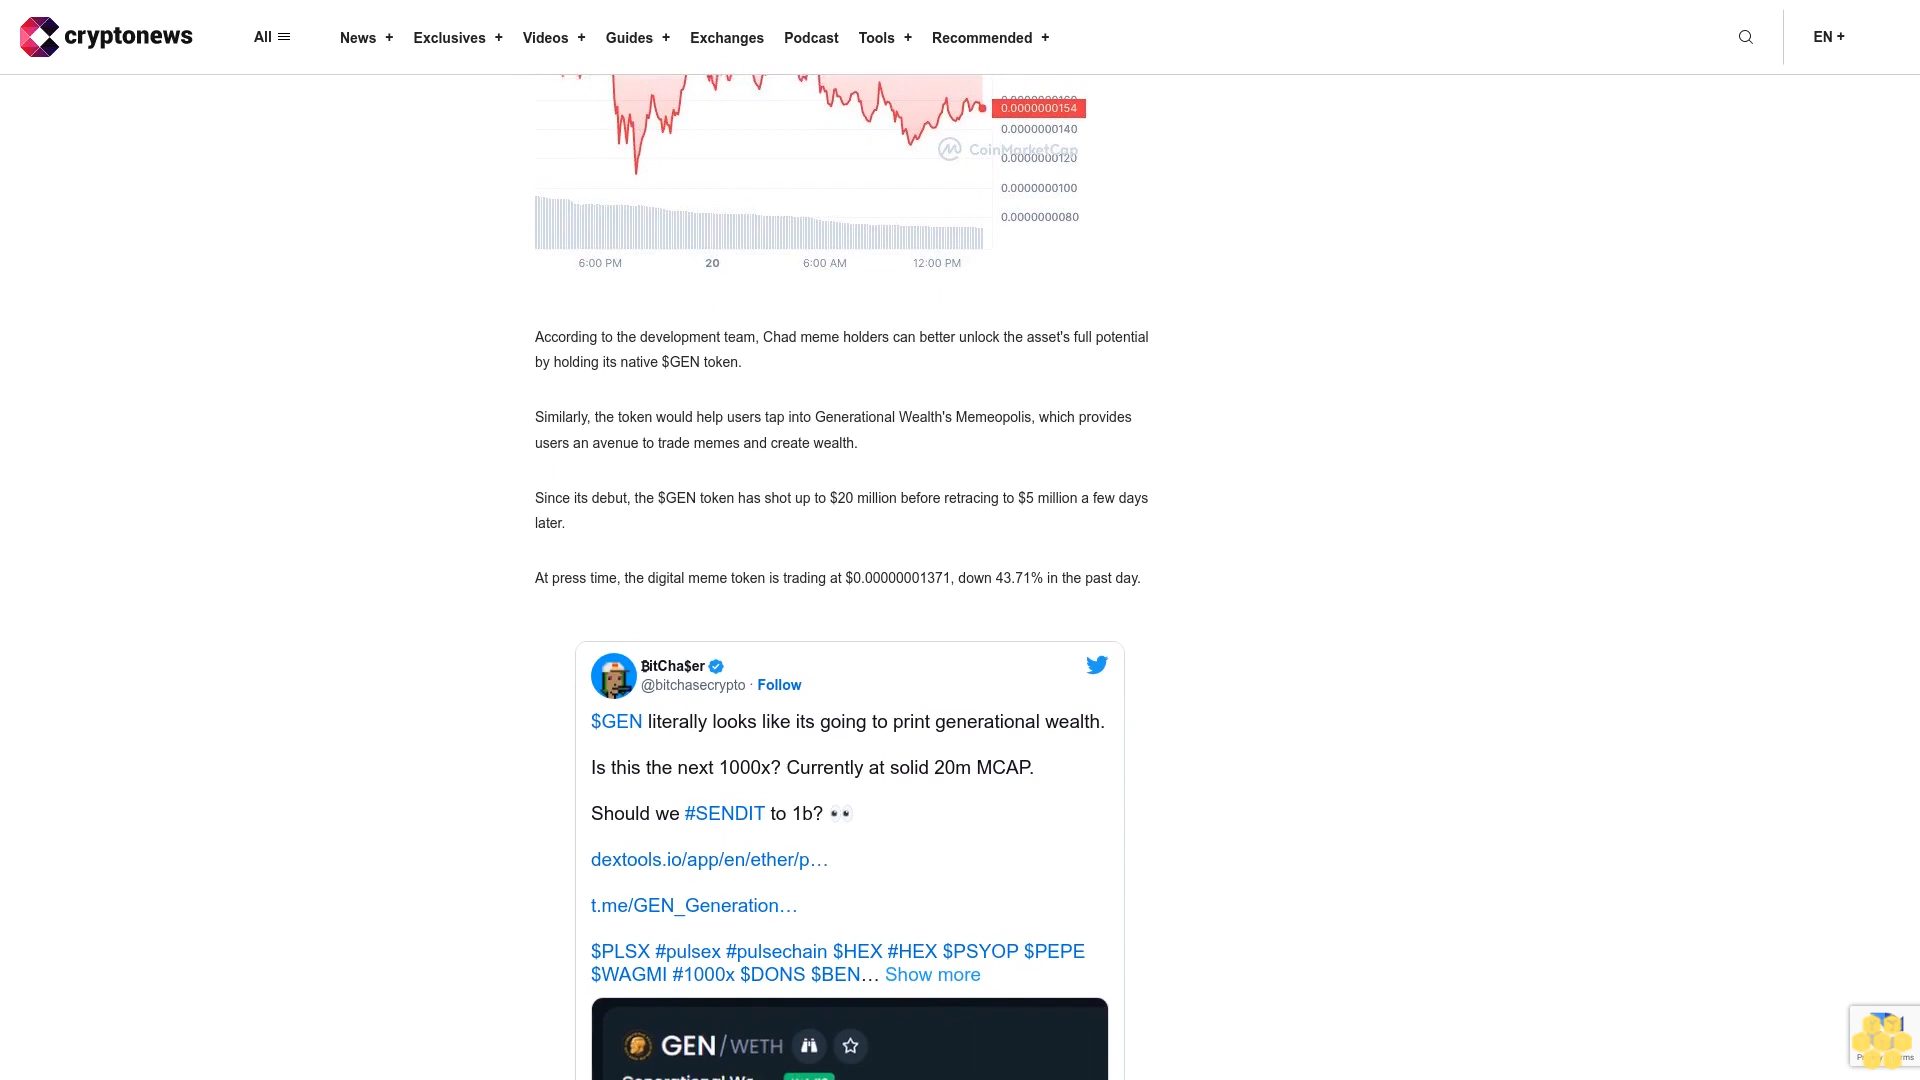 cryptonews
All
News +
Exclusives +
Videos +
Guides +
Exchanges
Podcast
Tools +
Recommended +
EN +
0.0000000154
0.0000000140
CoinMarketCap
0.0000000120
0.0000000100
0.0000000080
6:00 PM
20
6:00 AM
12:00 PM
According to the development team, Chad meme holders can better unlock the asset's full potential
by holding its native $GEN token.
Similarly, the token would help users tap into Generational Wealth's Memeopolis, which provides
users an avenue to trade memes and create wealth.
Since its debut, the $GEN token has shot up to $20 million before retracing to $5 million a few days
later.
At press time, the digital meme token is trading at $0.00000001371, down 43.71% in the past day.
₿itCha$er
@bitchasecrypto · Follow
$GEN literally looks like its going to print generational wealth.
Is this the next 1000x? Currently at solid 20m MCAP.
Should we #SENDIT to 1b? 👀
dextools.io/app/en/ether/p…
t.me/GEN_Generation…
$PLSX #pulsex #pulsechain $HEX #HEX $PSYOP $PEPE
$WAGMI #1000x $DONS $BEN… Show more
GEN/WETH